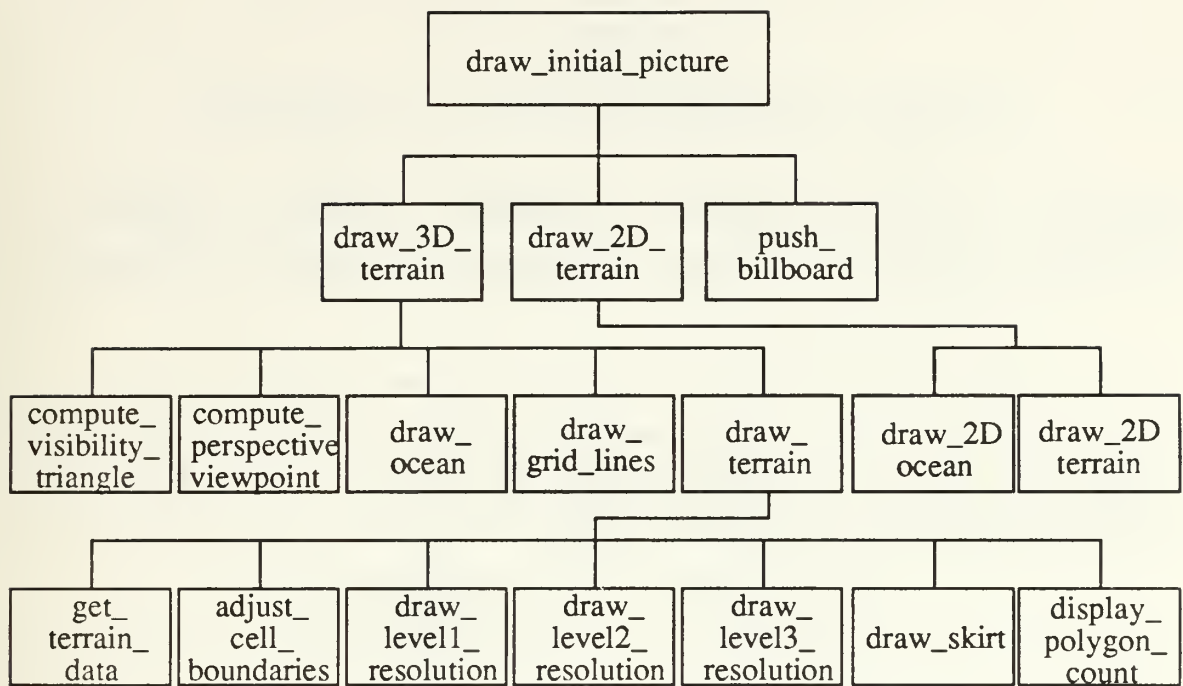 draw_initial_picture
draw_3D_
terrain
draw_2D_
terrain
push_
billboard
compute_
visibility_
triangle
compute_
perspective
viewpoint
draw_
ocean
draw_
grid_lines
draw_
terrain
draw_2D
ocean
draw_2D
terrain
get_
terrain_
data
adjust_
cell_
boundaries
draw_
level1_
resolution
draw_
level2_
resolution
draw_
level3_
resolution
draw_skirt
display_
polygon_
count